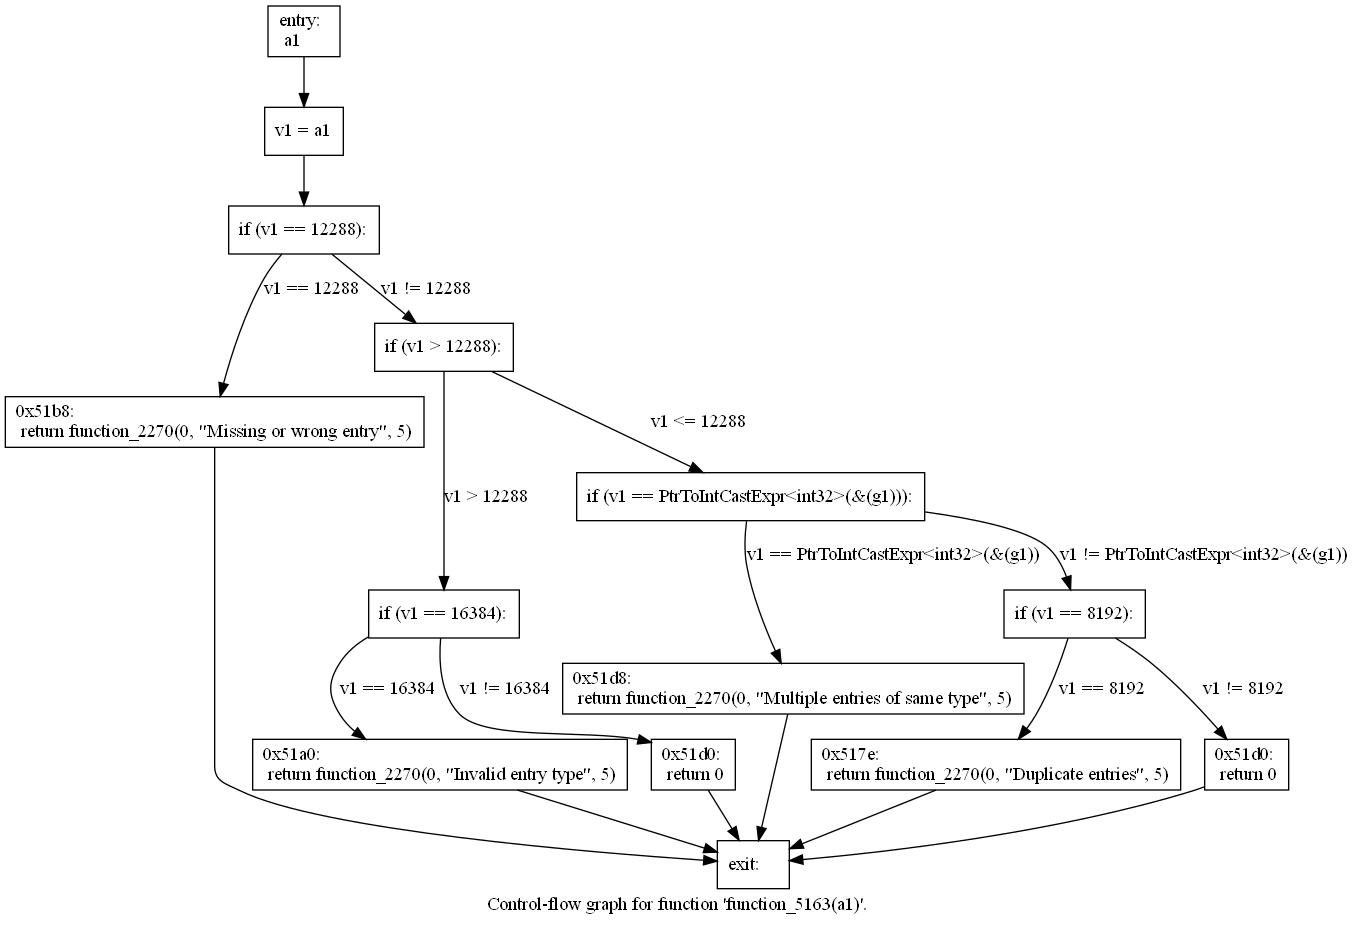 entry:
a1
v1 = a1
if (v1 == 12288):
v1 == 12288
v1 != 12288
if (v1 > 12288):
0x51b8:
return function_2270(0, "Missing or wrong entry", 5)
v1 <= 12288
v1 > 12288
if (v1 == PtrToIntCastExpr<int32>(&(g1))):
v1 == PtrToIntCastExpr<int32>(&(g1))
v1 != PtrToIntCastExpr<int32>(&(g1))
if (v1 == 16384):
if (v1 == 8192):
v1 == 16384
v1 != 16384
0x51d8:
return function_2270(0, "Multiple entries of same type", 5)
v1 == 8192
v1 != 8192
0x51a0:
return function_2270(0, "Invalid entry type", 5)
0x51d0:
return 0
0x517e:
return function_2270(0, "Duplicate entries", 5)
0x51d0:
return 0
exit:
Control-flow graph for function 'function_5163(a1)'.